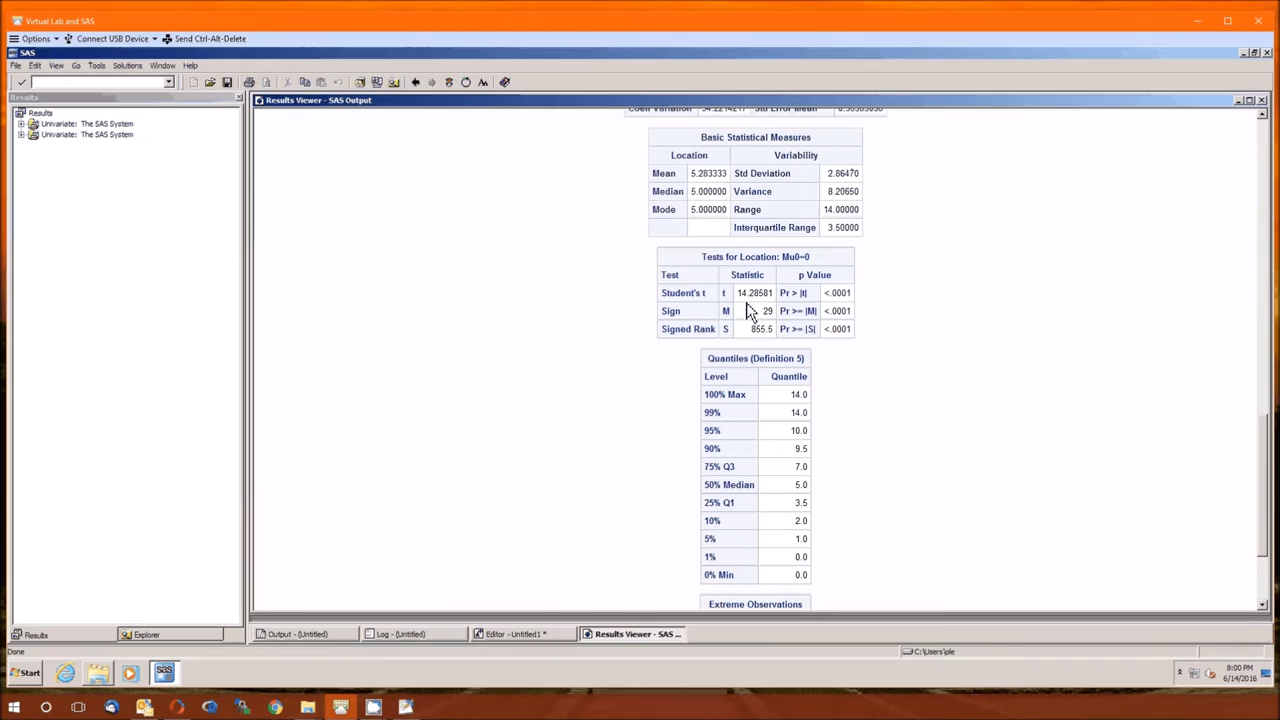 Virtual Lab and SAS
Options Connect USB Device Send Ctrl-Alt-Delete
SAS
File Edit View Go Tools Solutions Window Help
Results
Results Viewer - SAS Output
Results
Univariate: The SAS System
Univariate: The SAS System
Coeff Variation 54.2214217 Std Error Mean
Basic Statistical Measures
Location Variability
Mean 5.283333 Std Deviation 2.86470
Median 5.000000 Variance 8.20650
Mode 5.000000 Range 14.00000
Interquartile Range 3.50000
Tests for Location: Mu0=0
Test Statistic p Value
Student's t t 14.28581 Pr > |t| <.0001
Sign M 29 Pr >= |M| <.0001
Signed Rank S 855.5 Pr >= |S| <.0001
Quantiles (Definition 5)
Level Quantile
100% Max 14.0
99% 14.0
95% 10.0
90% 9.5
75% Q3 7.0
50% Median 5.0
25% Q1 3.5
10% 2.0
5% 1.0
1% 0.0
0% Min 0.0
Extreme Observations
Results Explorer Output - (Untitled) Log - (Untitled) Editor - Untitled1 * Results Viewer - SAS ...
Done C:\Users\ple
Start sas 8:00 PM
6/14/2016